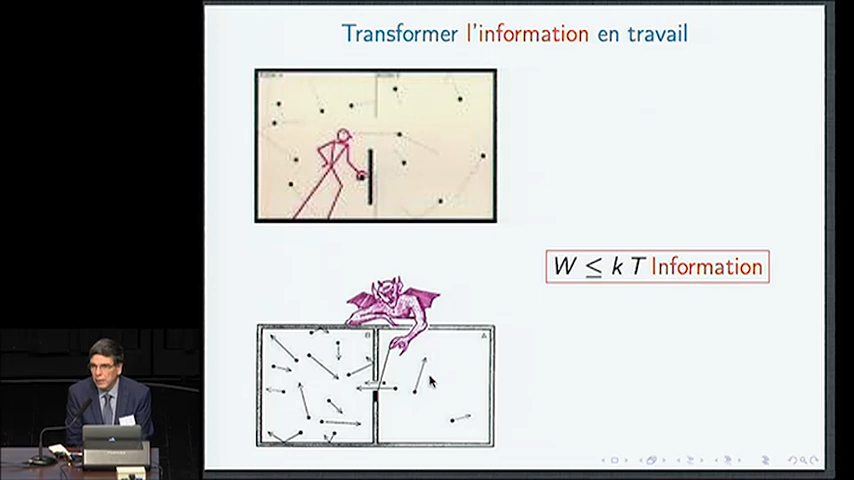 Transformer l'information en travail
W ≤ k T Information
B
A